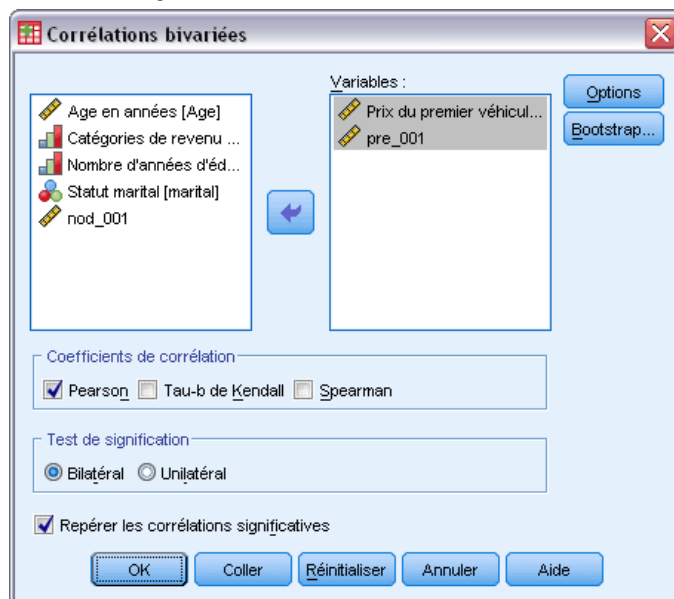 Corrélations bivariées
Variables :
Age en années [Age]
Catégories de revenu ...
Nombre d'années d'éd...
Statut marital [marital]
nod_001
Prix du premier véhicul...
pre_001
Options
Bootstrap...
Coefficients de corrélation
Pearson Tau-b de Kendall Spearman
Test de signification
Bilatéral Unilatéral
Repérer les corrélations significatives
OK Coller Réinitialiser Annuler Aide